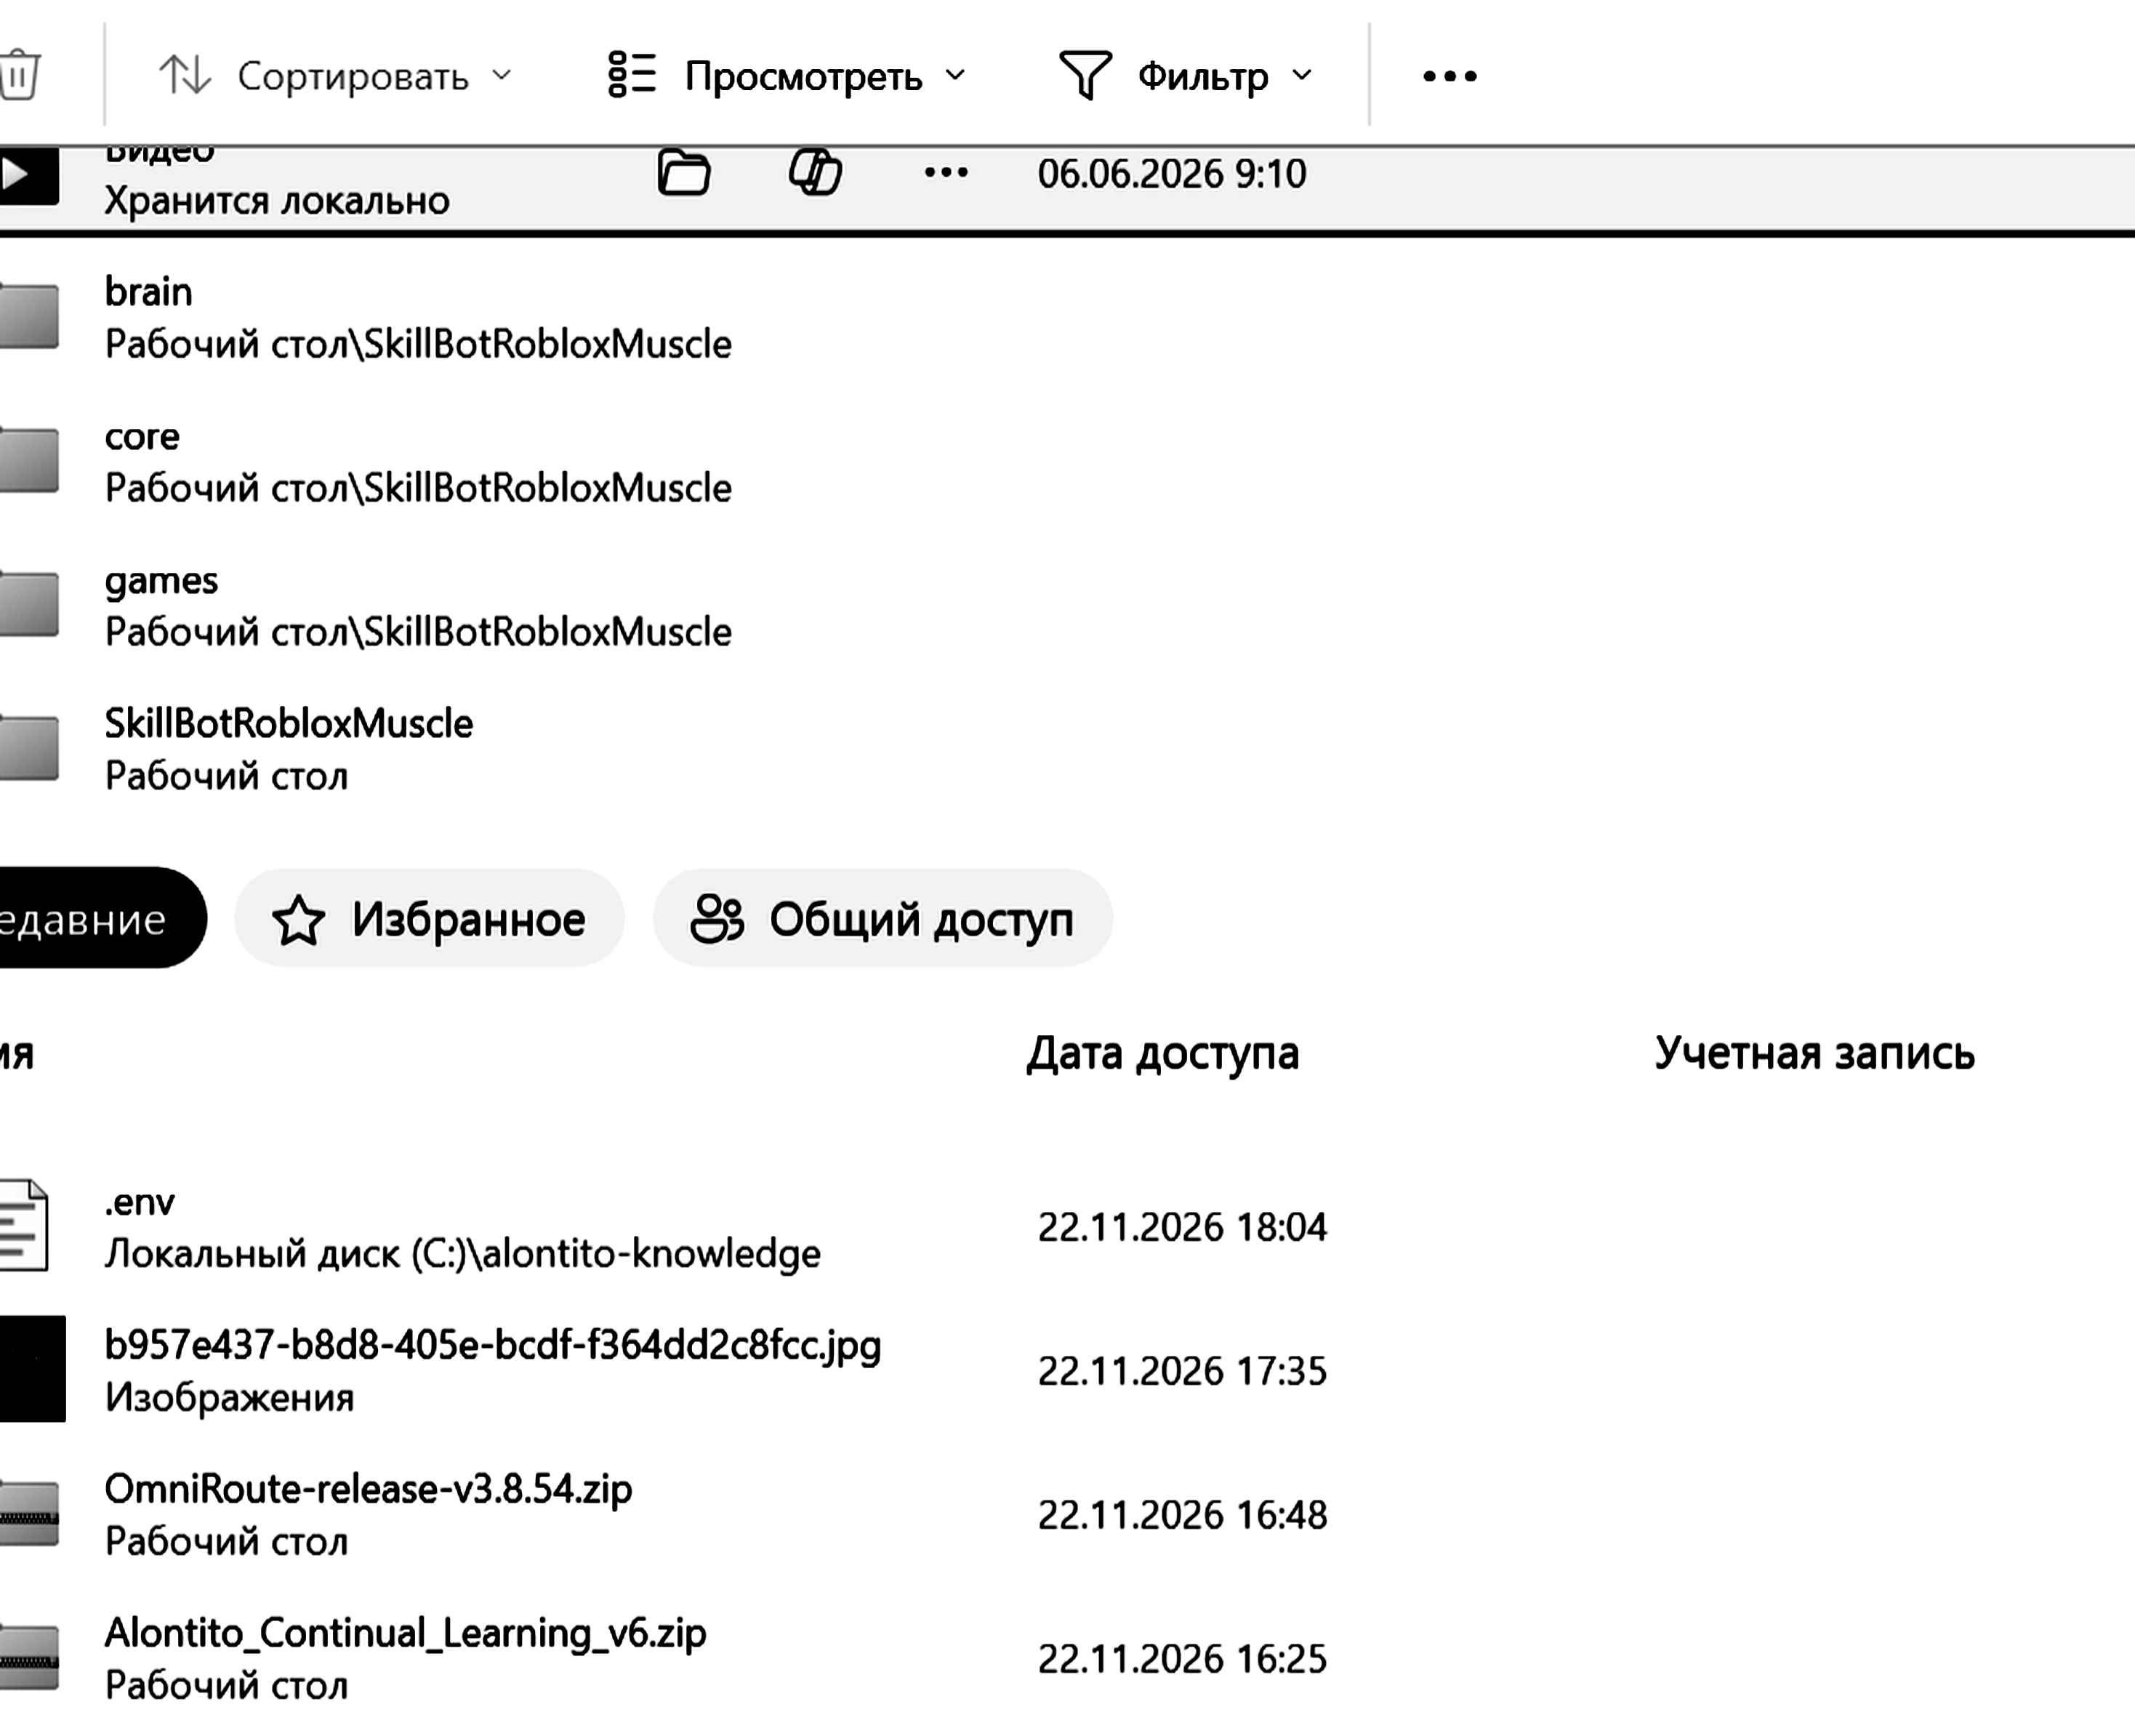 Сортировать Просмотреть Фильтр
Видео
Хранится локально 06.06.2026 9:10
brain
Рабочий стол\SkillBotRobloxMuscle
core
Рабочий стол\SkillBotRobloxMuscle
games
Рабочий стол\SkillBotRobloxMuscle
SkillBotRobloxMuscle
Рабочий стол
едавние Избранное Общий доступ
мя Дата доступа Учетная запись
.env
Локальный диск (C:)\alontito-knowledge 22.11.2026 18:04
b957e437-b8d8-405e-bcdf-f364dd2c8fcc.jpg
Изображения 22.11.2026 17:35
OmniRoute-release-v3.8.54.zip
Рабочий стол 22.11.2026 16:48
Alontito_Continual_Learning_v6.zip
Рабочий стол 22.11.2026 16:25